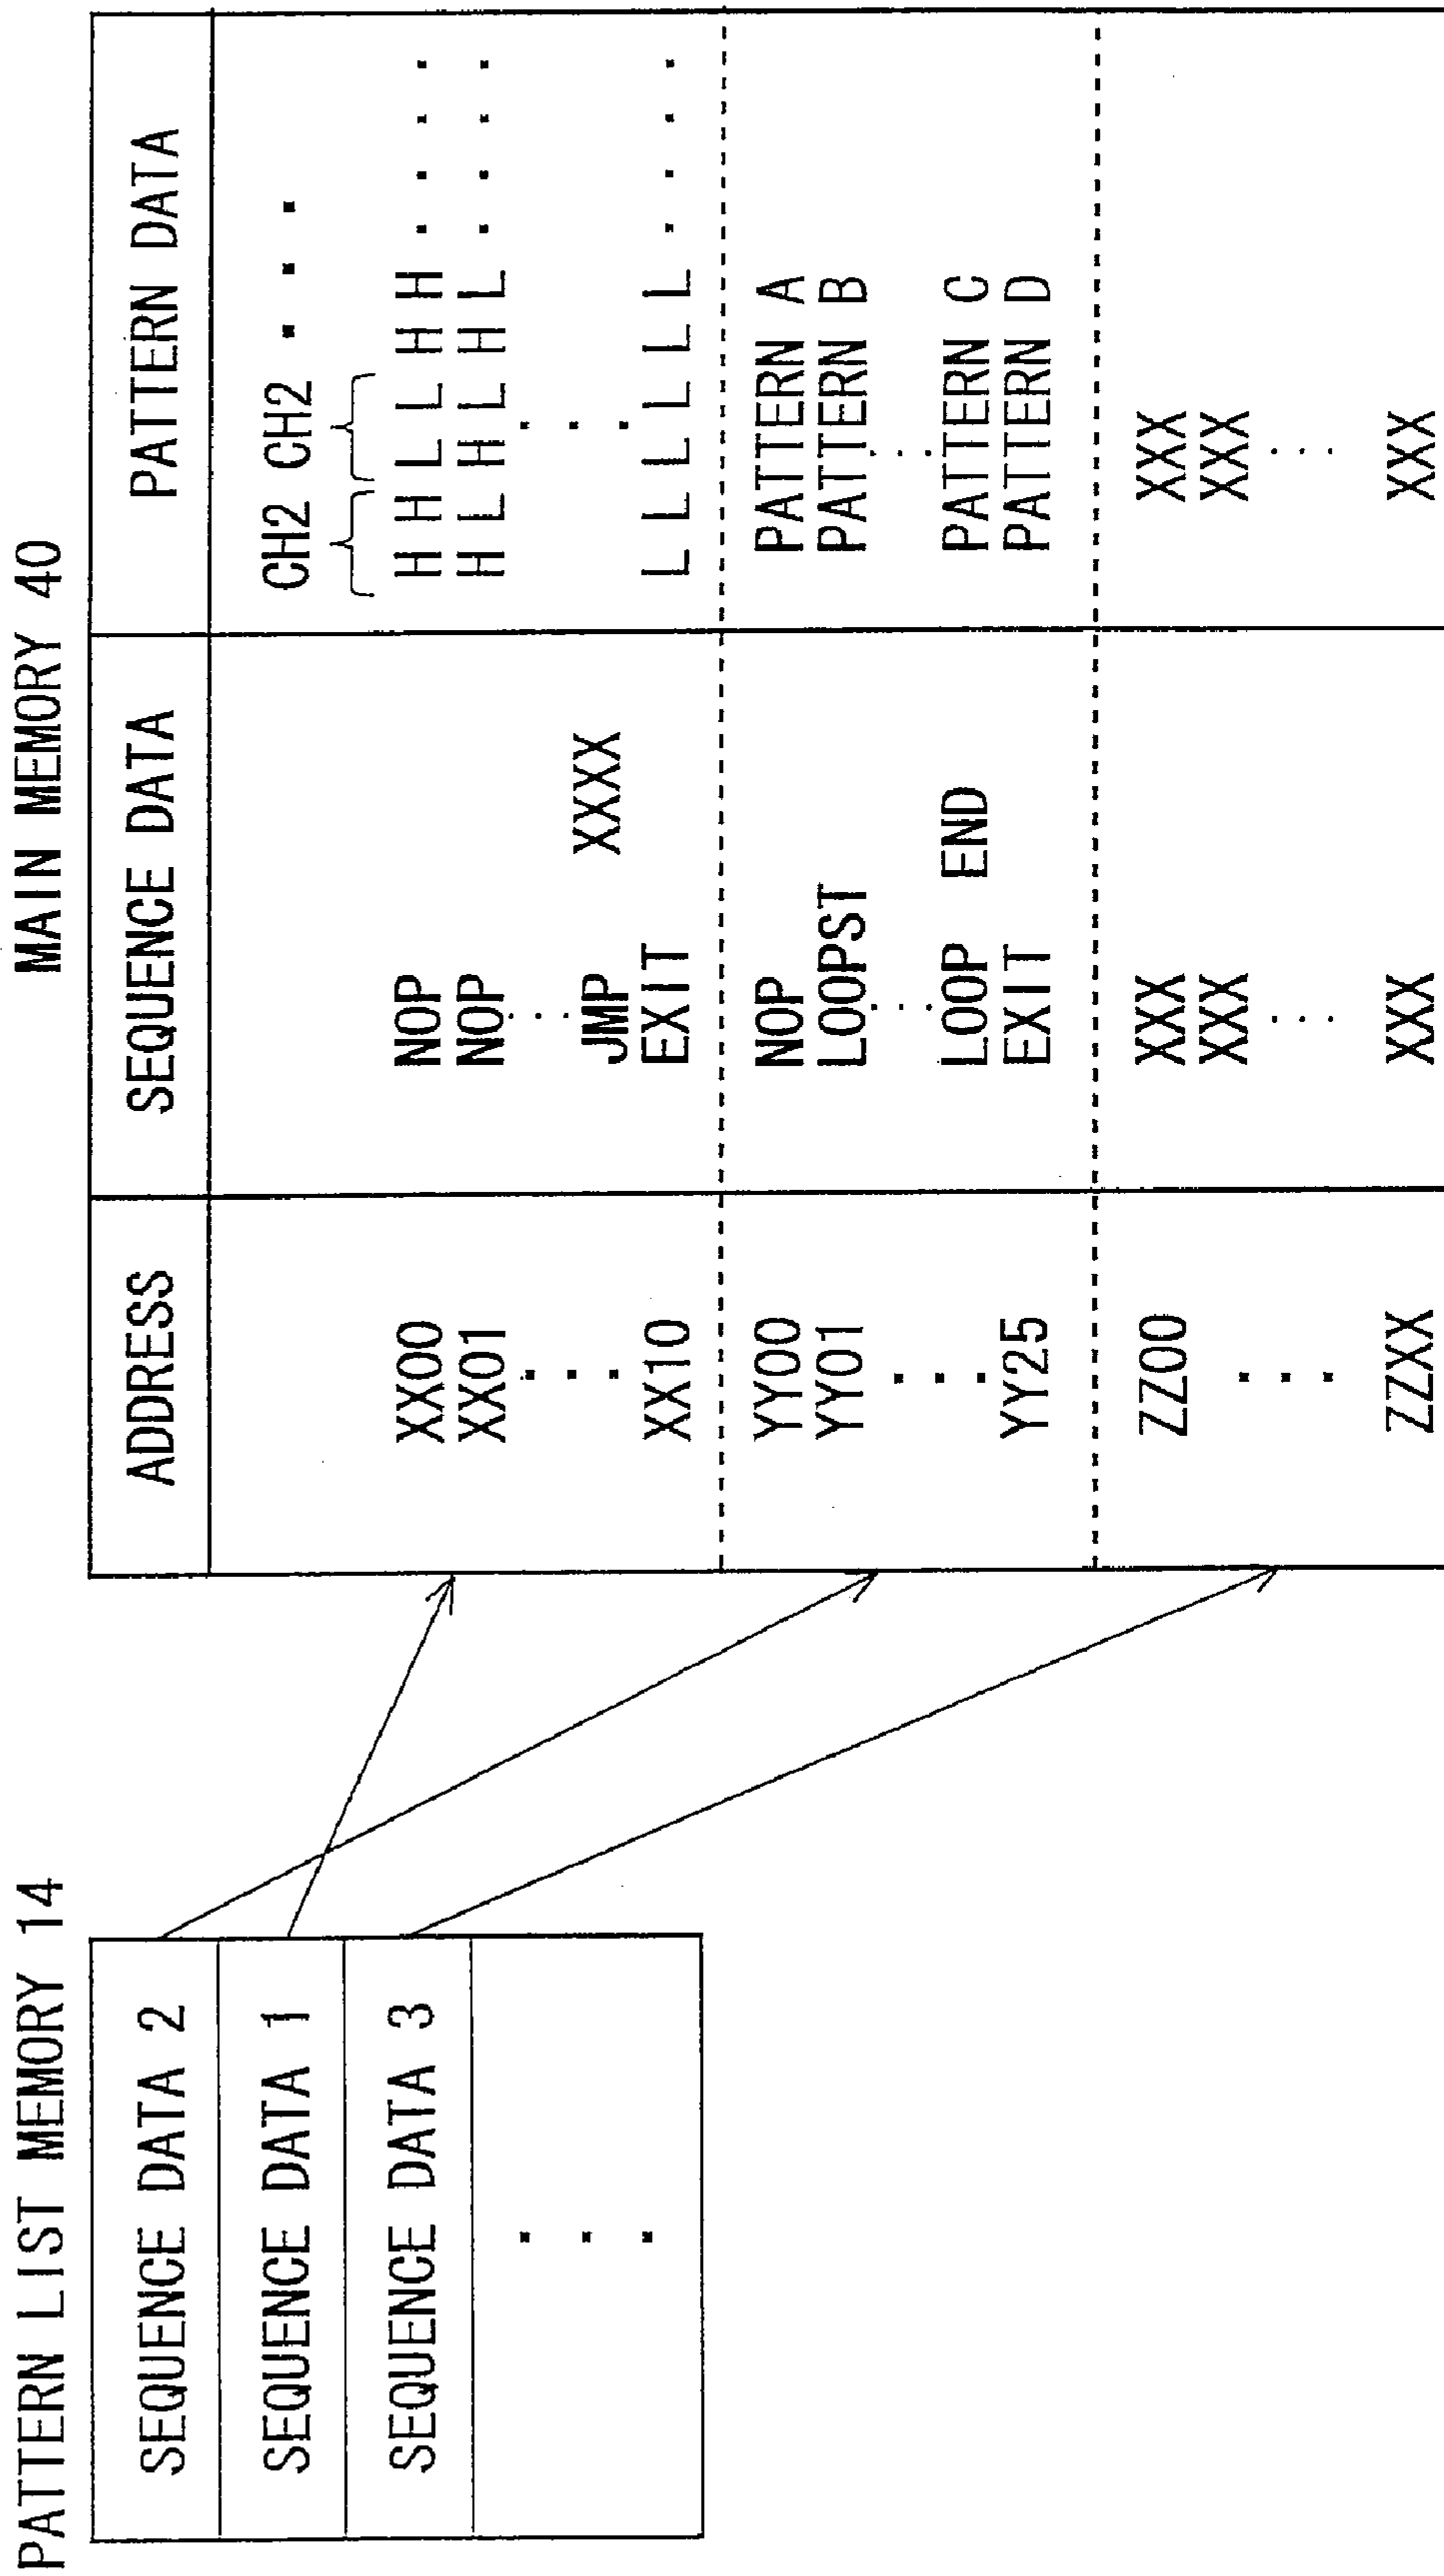 PATTERN LIST MEMORY 14
SEQUENCE DATA 2
SEQUENCE DATA 1
SEQUENCE DATA 3
MAIN MEMORY 40
ADDRESS SEQUENCE DATA PATTERN DATA
CH2 CH2 . . .
XX00 NOP H H L L H H . . . .
XX01 NOP H L H L H L . . . .
JMP XXXX
XX10 EXIT L L L L L L . . . .
YY00 NOP PATTERN A
YY01 LOOPST PATTERN B
LOOP END PATTERN C
YY25 EXIT PATTERN D
ZZ00 XXX XXX
XXX XXX
ZZXX XXX XXX